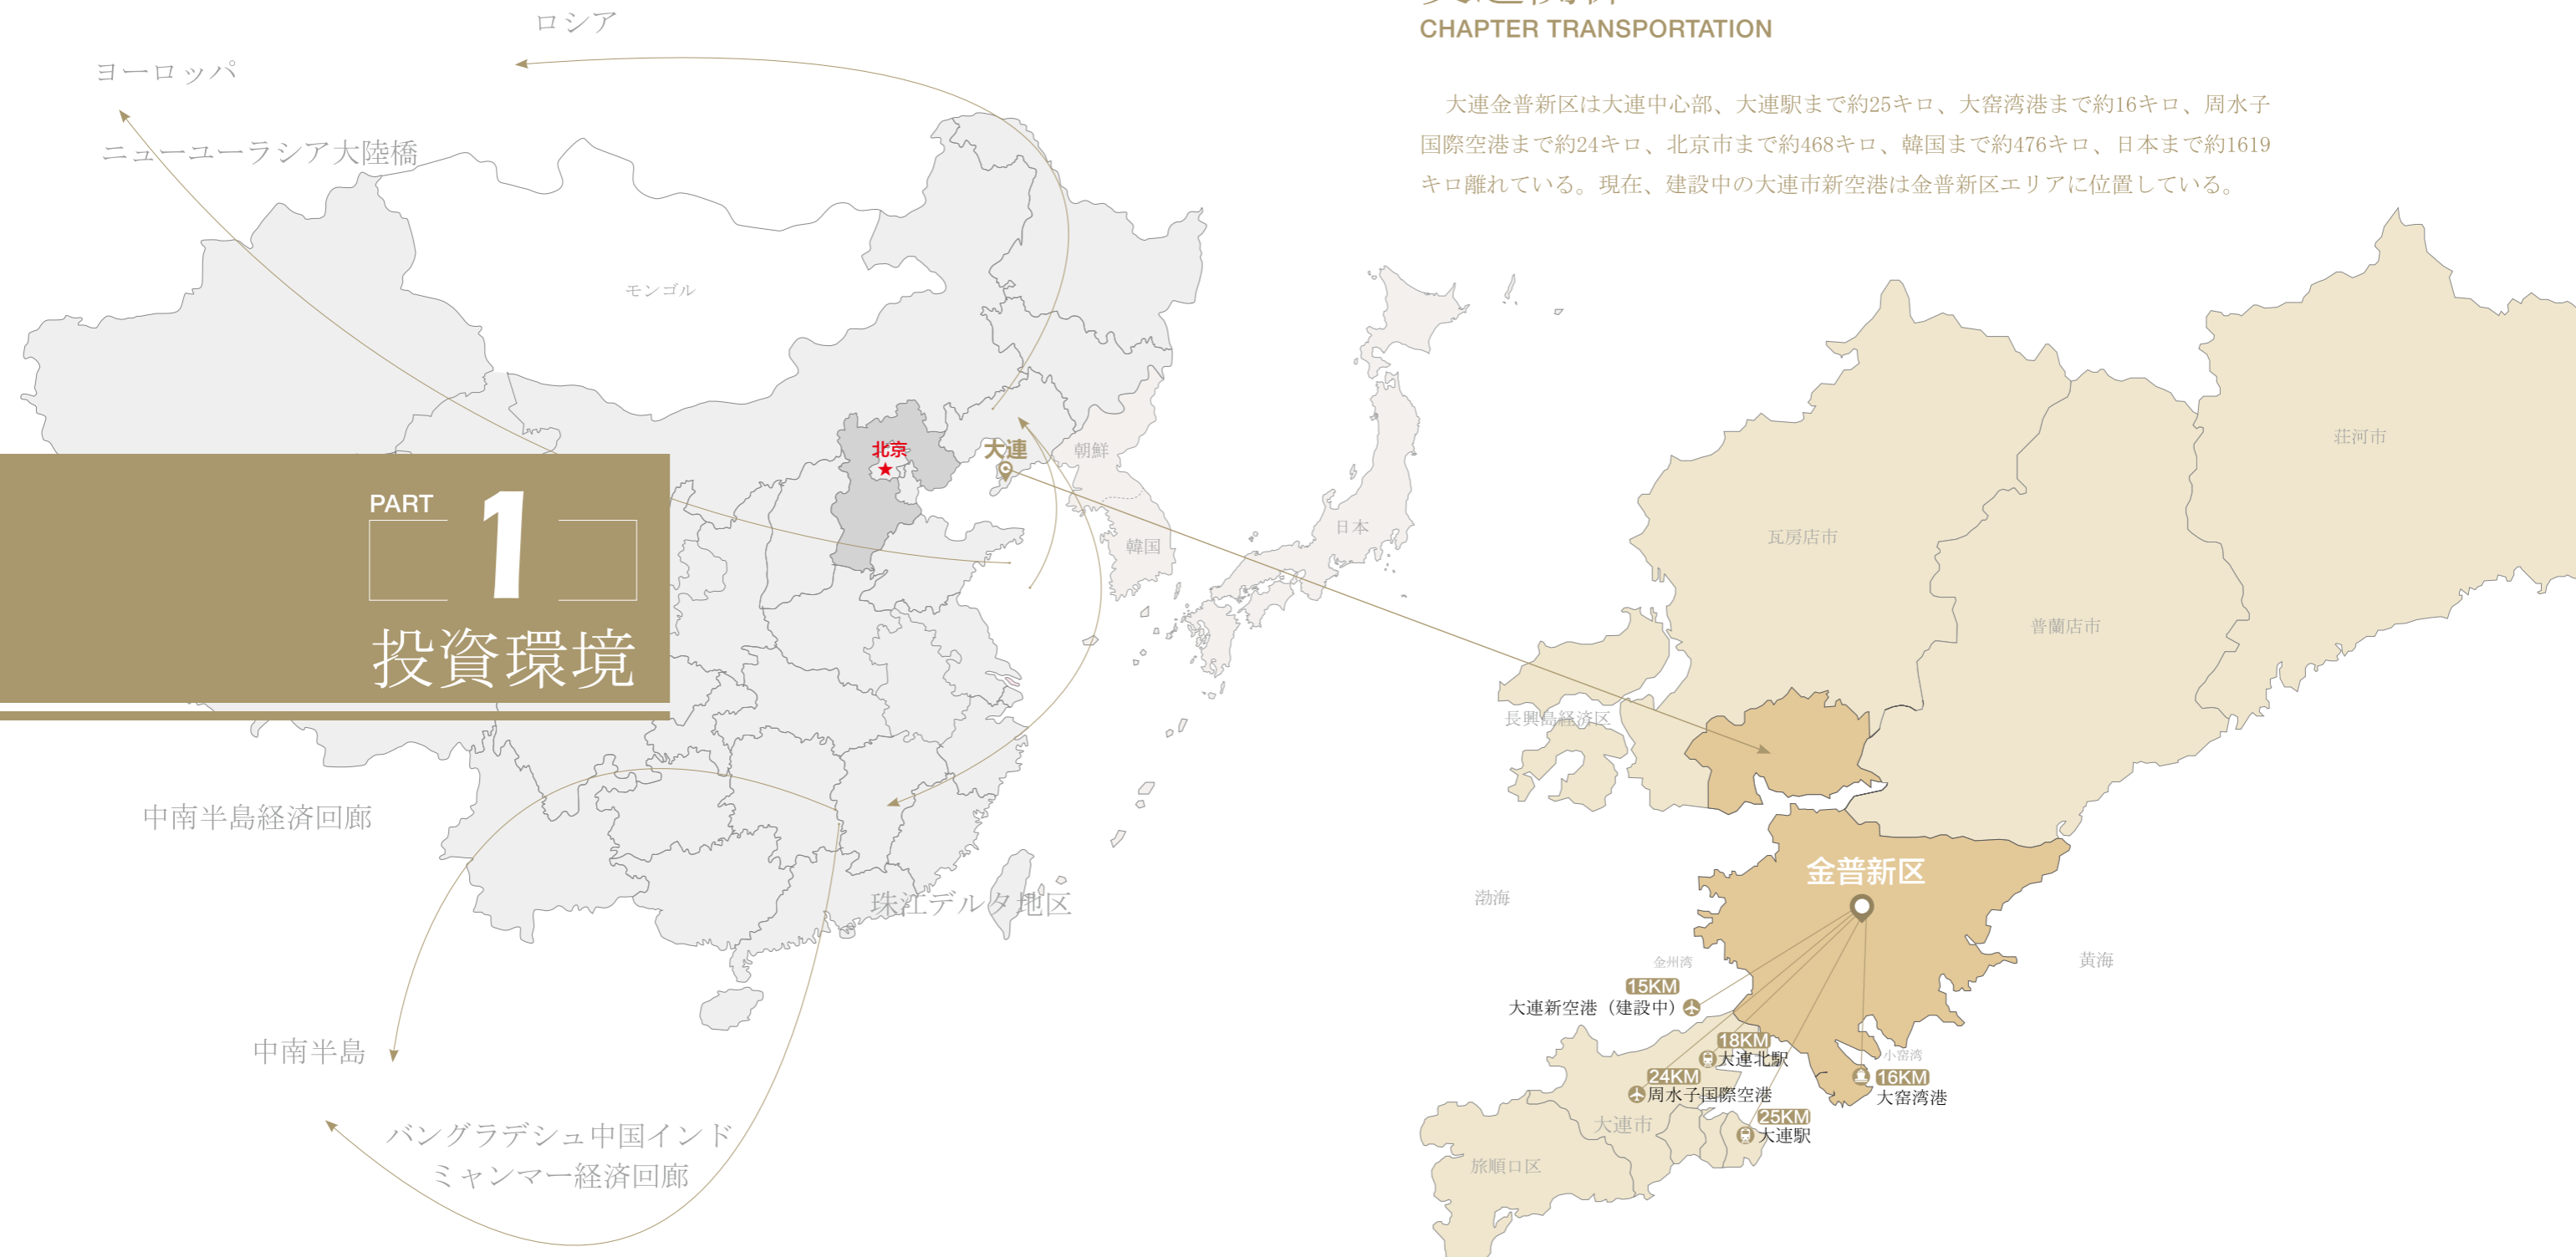 ロシア
ヨーロッパ
ニューユーラシア大陸橋
モンゴル
北京
大連
朝鮮
韓国
日本
PART
1
投資環境
中南半島経済回廊
珠江デルタ地区
中南半島
バングラデシュ中国インド
ミャンマー経済回廊
CHAPTER TRANSPORTATION
大連金普新区は大連中心部、大連駅まで約25キロ、大窑湾港まで約16キロ、周水子
国際空港まで約24キロ、北京市まで約468キロ、韓国まで約476キロ、日本まで約1619
キロ離れている。現在、建設中の大連市新空港は金普新区エリアに位置している。
荘河市
瓦房店市
普蘭店市
長興島経済区
金普新区
渤海
黄海
金州湾
15KM
大連新空港（建設中）
18KM
大連北駅
小窑湾
24KM
周水子国際空港
16KM
大窑湾港
25KM
大連駅
大連市
旅順口区